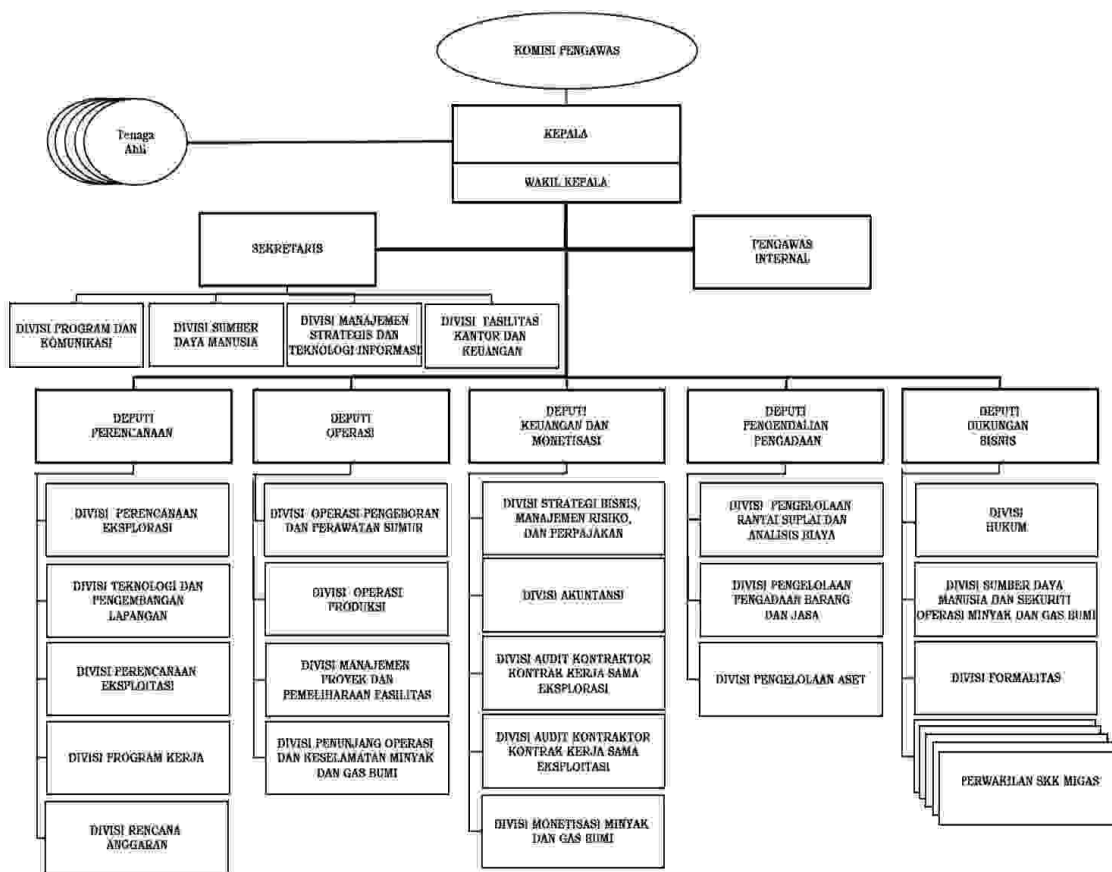 KOMISI PENGAWAS
Tenaga
Ahli
KEPALA
WAKIL KEPALA
SEKRETARIS
PENGAWAS
INTERNAL
DIVISI PROGRAM DAN
KOMUNIKASI
DIVISI SUMBER
DAYA MANUSIA
DIVISI MANAJEMEN
STRATEGIS DAN
TEKNOLOGI INFORMASI
DIVISI FASILITAS
KANTOR DAN
KEUANGAN
DEPUTI
PERENCANAAN
DEPUTI
OPERASI
DEPUTI
KEUANGAN DAN
MONETISASI
DEPUTI
PENGENDALIAN
PENGADAAN
DEPUTI
DUKUNGAN
BISNIS
DIVISI PERENCANAAN
EKSPLORASI
DIVISI TEKNOLOGI DAN
PENGEMBANGAN
LAPANGAN
DIVISI PERENCANAAN
EKSPLOITASI
DIVISI PROGRAM KERJA
DIVISI RENCANA
ANGGARAN
DIVISI OPERASI PENGEBORAN
DAN PERAWATAN SUMUR
DIVISI OPERASI
PRODUKSI
DIVISI MANAJEMEN
PROYEK DAN
PEMELIHARAAN FASILITAS
DIVISI PENUNJANG OPERASI
DAN KESELAMATAN MINYAK
DAN GAS BUMI
DIVISI STRATEGI BISNIS,
MANAJEMEN RISIKO,
DAN PERPAJAKAN
DIVISI AKUNTANSI
DIVISI AUDIT KONTRAKTOR
KONTRAK KERJA SAMA
EKSPLORASI
DIVISI AUDIT KONTRAKTOR
KONTRAK KERJA SAMA
EKSPLOITASI
DIVISI MONETISASI MINYAK
DAN GAS BUMI
DIVISI PENGELOLAAN
RANTAI SUPLAI DAN
ANALISIS BIAYA
DIVISI PENGELOLAAN
PENGADAAN BARANG
DAN JASA
DIVISI PENGELOLAAN ASET
DIVISI
HUKUM
DIVISI SUMBER DAYA
MANUSIA DAN SEKURITI
OPERASI MINYAK DAN GAS BUMI
DIVISI FORMALITAS
PERWAKILAN SKK MIGAS